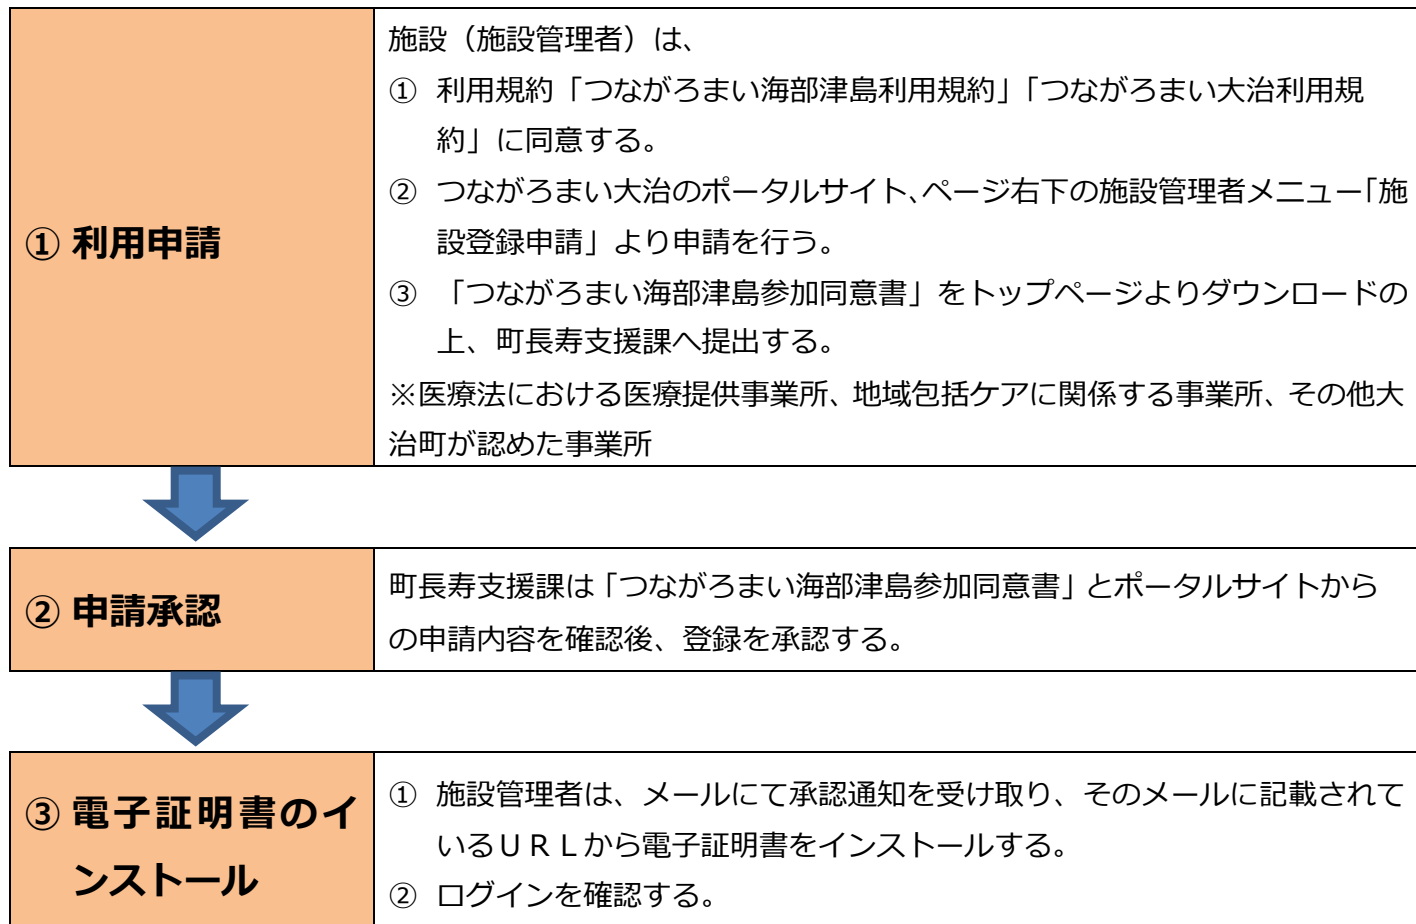 ① 利用申請
施設（施設管理者）は、
① 利用規約「つながろまい海部津島利用規約」「つながろまい大治利用規
約」に同意する。
② つながろまい大治のポータルサイト、ページ右下の施設管理者メニュー「施
設登録申請」より申請を行う。
③ 「つながろまい海部津島参加同意書」をトップページよりダウンロードの
上、町長寿支援課へ提出する。
※医療法における医療提供事業所、地域包括ケアに関係する事業所、その他大
治町が認めた事業所
② 申請承認
町長寿支援課は「つながろまい海部津島参加同意書」とポータルサイトから
の申請内容を確認後、登録を承認する。
③ 電子証明書のイ
ンストール
① 施設管理者は、メールにて承認通知を受け取り、そのメールに記載されて
いるＵＲＬから電子証明書をインストールする。
② ログインを確認する。